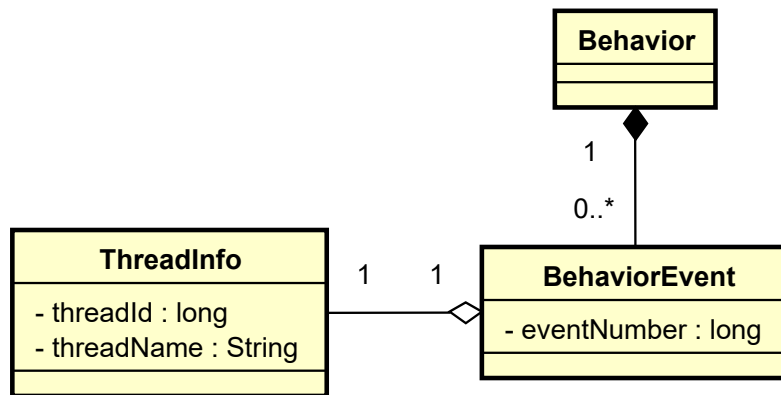 Behavior
1
0..*
ThreadInfo
- threadId : long
- threadName : String
1
1
BehaviorEvent
- eventNumber : long